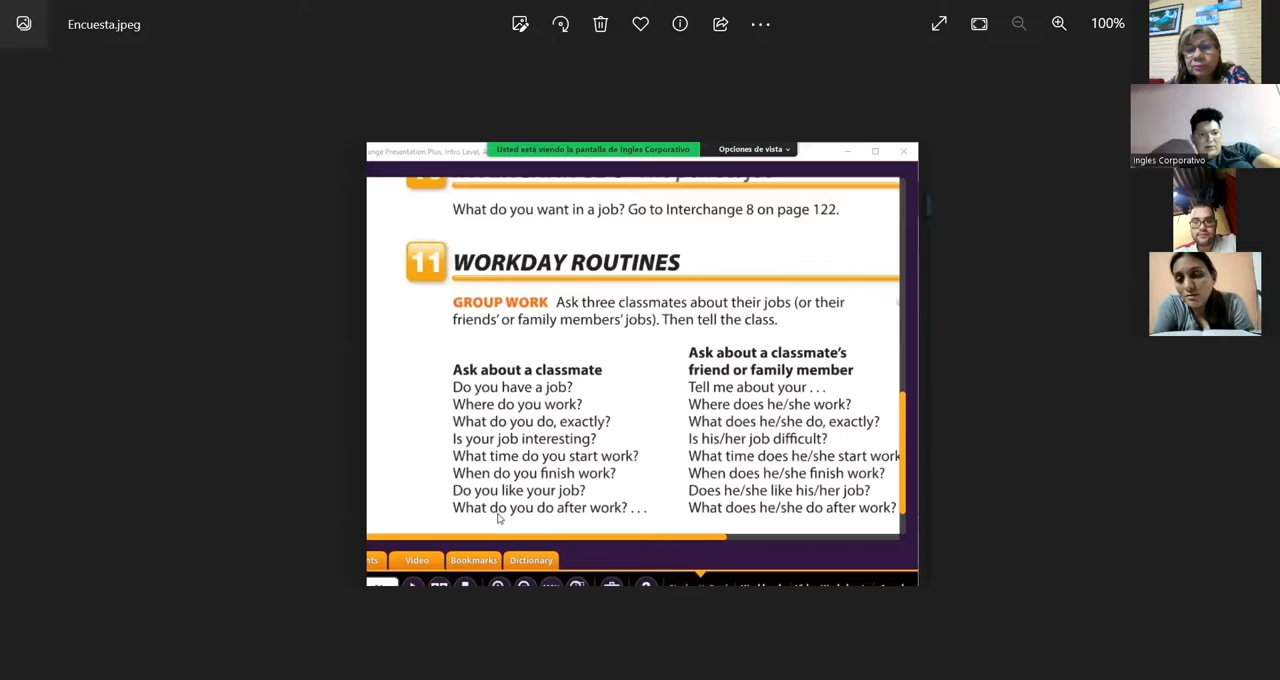 Encuesta.jpeg
100%
Usted está viendo la pantalla de Ingles Corporativo
Opciones de vista
ange Presentation Plus, Intro Level,
What do you want in a job? Go to Interchange 8 on page 122.
11 WORKDAY ROUTINES
GROUP WORK Ask three classmates about their jobs (or their
friends' or family members' jobs). Then tell the class.
Ask about a classmate
Do you have a job?
Where do you work?
What do you do, exactly?
Is your job interesting?
What time do you start work?
When do you finish work?
Do you like your job?
What do you do after work? . . .
Ask about a classmate's
friend or family member
Tell me about your . . .
Where does he/she work?
What does he/she do, exactly?
Is his/her job difficult?
What time does he/she start work
When does he/she finish work?
Does he/she like his/her job?
What does he/she do after work?
nts Video Bookmarks Dictionary
Ingles Corporativo